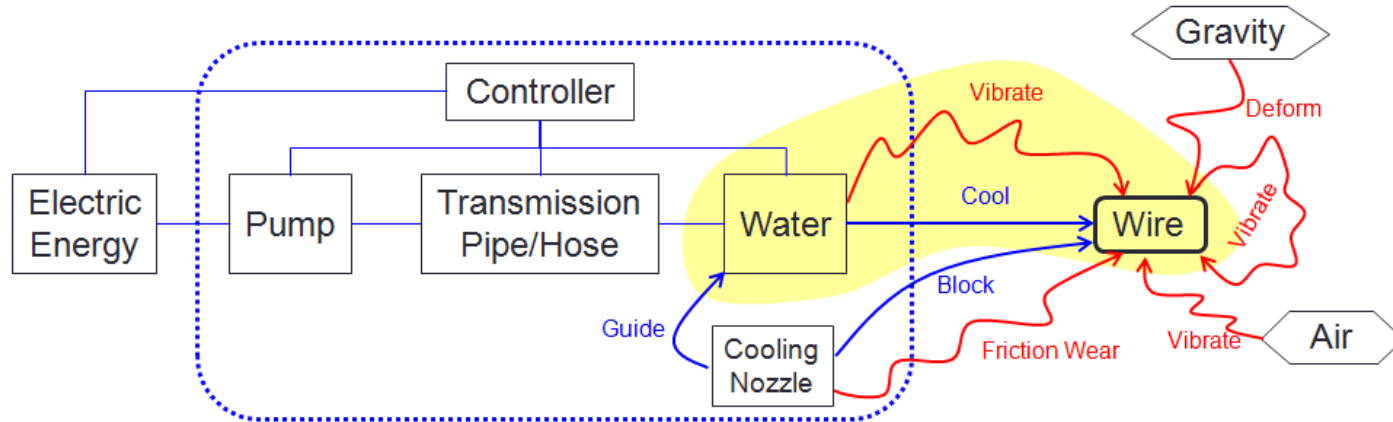 Gravity
Controller
Vibrate
Deform
Electric
Energy
Pump
Transmission
Pipe/Hose
Water
Cool
Wire
Vibrate
Block
Guide
Cooling
Nozzle
Friction Wear
Vibrate
Air